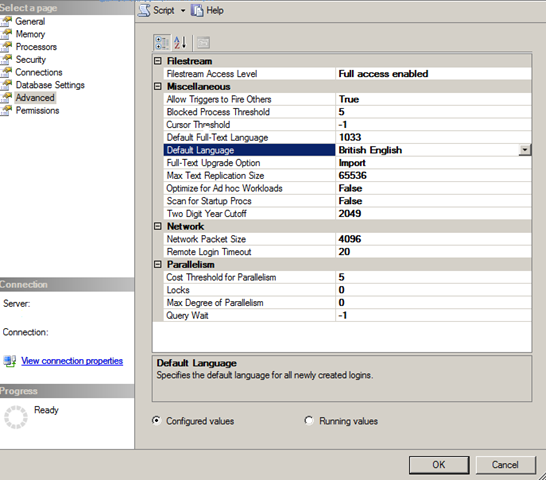 Select a page
General
Memory
Processors
Security
Connections
Database Settings
Advanced
Permissions
Connection
Server:
Connection:
View connection properties
Progress
Ready
Script Help
Filestream
Filestream Access Level Full access enabled
Miscellaneous
Allow Triggers to Fire Others True
Blocked Process Threshold 5
Cursor Threshold -1
Default Full-Text Language 1033
Default Language British English
Full-Text Upgrade Option Import
Max Text Replication Size 65536
Optimize for Ad hoc Workloads False
Scan for Startup Procs False
Two Digit Year Cutoff 2049
Network
Network Packet Size 4096
Remote Login Timeout 20
Parallelism
Cost Threshold for Parallelism 5
Locks 0
Max Degree of Parallelism 0
Query Wait -1
Default Language
Specifies the default language for all newly created logins.
Configured values Running values
OK Cancel